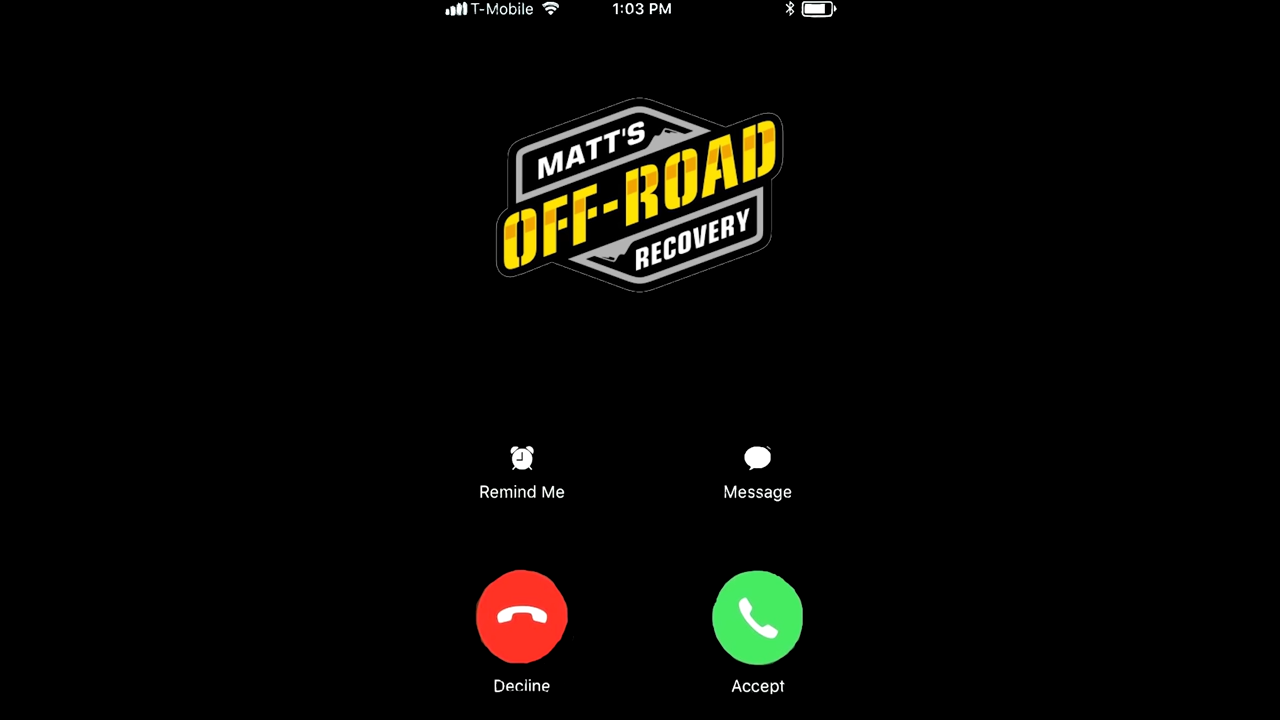 T-Mobile 1:03 PM
MATT'S
OFF-ROAD
RECOVERY
Remind Me Message
Decline Accept